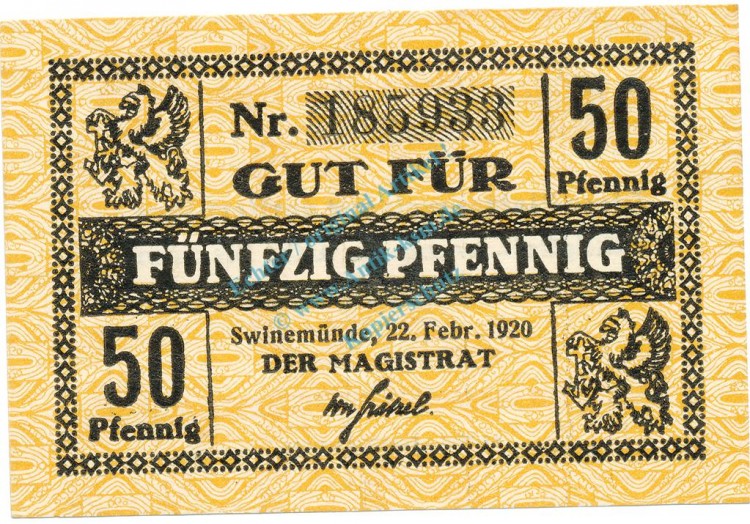 Nr. 185933
50
Pfennig
GUT FÜR
FÜNFZIG PFENNIG
50
Pfennig
Swinemünde, 22. Febr. 1920
DER MAGISTRAT